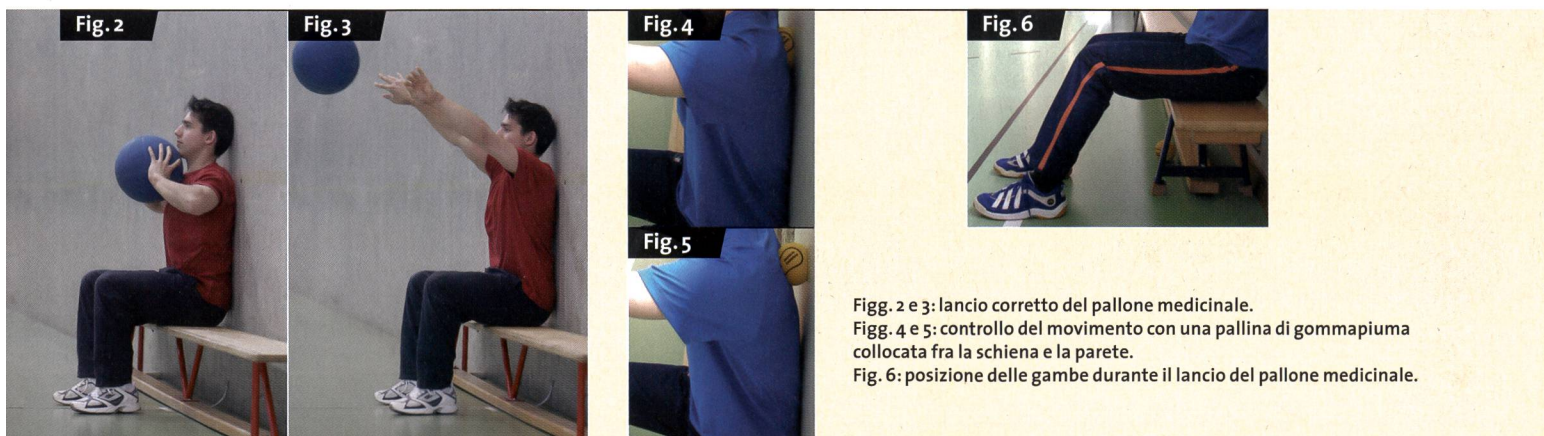 Fig. 2
Fig. 3
Fig. 4
Fig. 6
Fig. 5
Figg. 2 e 3: lancio corretto del pallone medicinale.
Figg. 4 e 5: controllo del movimento con una pallina di gommapiuma
collocata fra la schiena e la parete.
Fig. 6: posizione delle gambe durante il lancio del pallone medicinale.